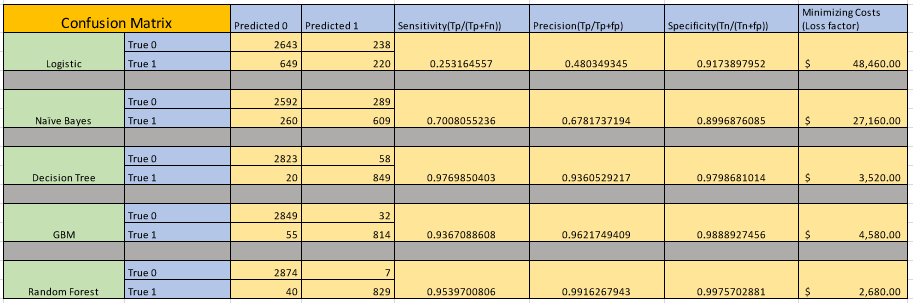 Confusion Matrix Predicted 0 Predicted 1 Sensitivity(Tp/(Tp+Fn)) Precision(Tp/Tp+fp) Specificity(Tn/(Tn+fp)) Minimizing Costs
(Loss factor)
True 0 2643 238
Logistic True 1 649 220 0.253164557 0.480349345 0.9173897952 $ 48,460.00
True 0 2592 289
Naïve Bayes True 1 260 609 0.7008055236 0.6781737194 0.8996876085 $ 27,160.00
True 0 2823 58
Decision Tree True 1 20 849 0.9769850403 0.9360529217 0.9798681014 $ 3,520.00
True 0 2849 32
GBM True 1 55 814 0.9367088608 0.9621749409 0.9888927456 $ 4,580.00
True 0 2874 7
Random Forest True 1 40 829 0.9539700806 0.9916267943 0.9975702881 $ 2,680.00